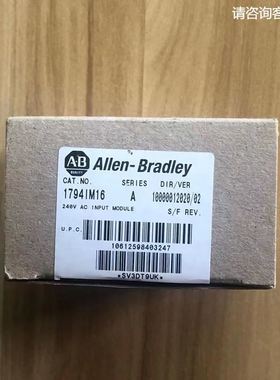 请咨询客
AB Allen-Bradley
CAT.NO. SERIES DIR/VER
1794IM16 A 10000012020/02
240V AC INPUT MODULE S/F REV.
U.P.C.
10612598403247
*SV3DT9UK*